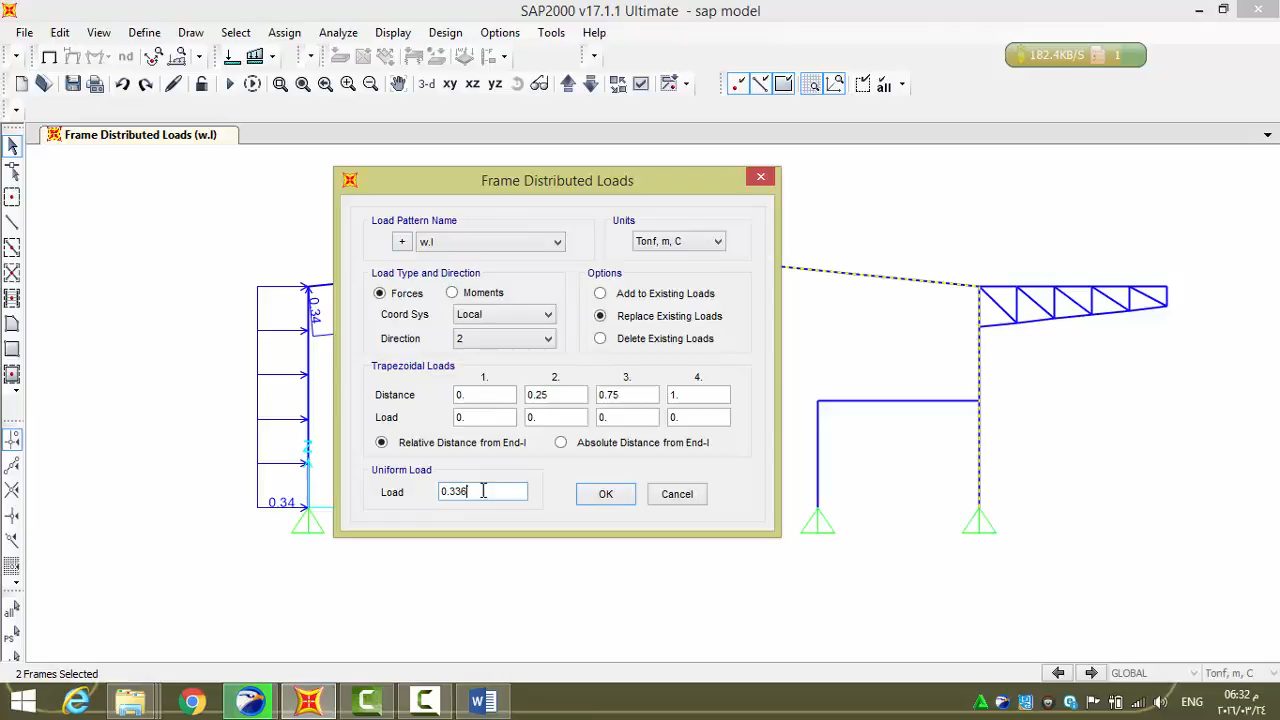 SAP2000 v17.1.1 Ultimate - sap model
File Edit View Define Draw Select Assign Analyze Display Design Options Tools Help
182.4KB/S 1
3-d xy xz yz all
Frame Distributed Loads (w.l)
Frame Distributed Loads
Load Pattern Name
+ w.l
Units
Tonf, m, C
Load Type and Direction
Forces Moments
Coord Sys Local
Direction 2
Options
Add to Existing Loads
Replace Existing Loads
Delete Existing Loads
Trapezoidal Loads
1. 2. 3. 4.
Distance 0. 0.25 0.75 1.
Load 0. 0. 0. 0.
Relative Distance from End-I Absolute Distance from End-I
Uniform Load
Load 0.336
OK Cancel
0.34
0.34
all
PS
2 Frames Selected
GLOBAL
Tonf, m, C
ENG
06:32 م
٢٠١٦/٠٣/٢٤